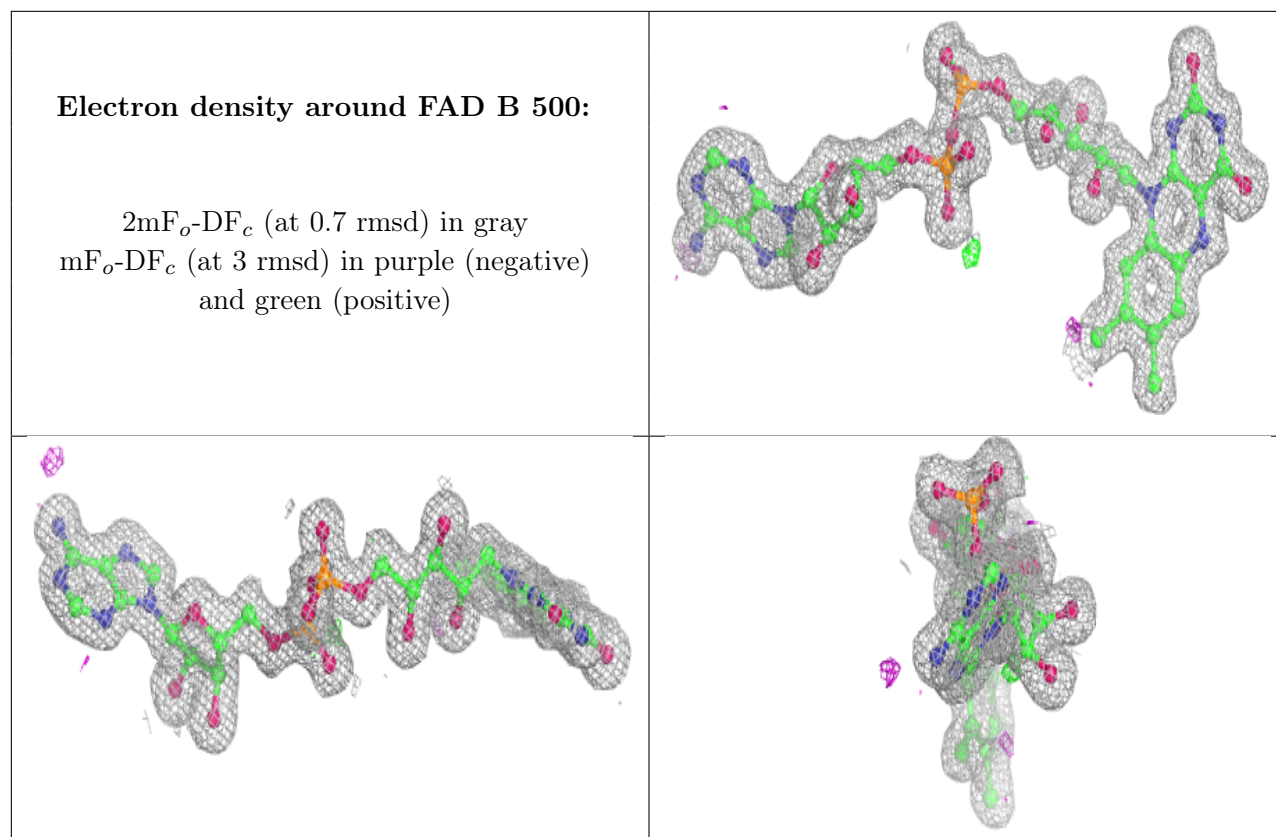 Electron density around FAD B 500:
2mFo-DFc (at 0.7 rmsd) in gray
mFo-DFc (at 3 rmsd) in purple (negative)
and green (positive)